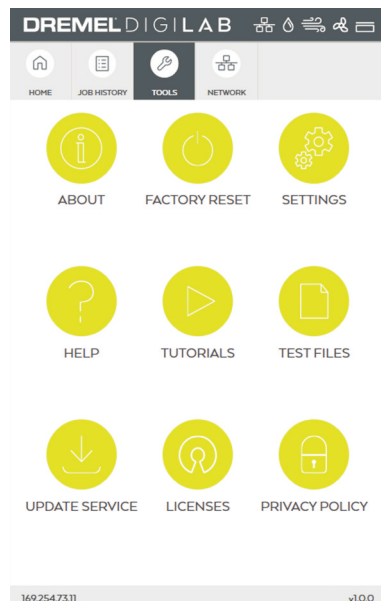 DREMEL DIGILAB
HOME JOB HISTORY TOOLS NETWORK
ABOUT FACTORY RESET SETTINGS
HELP TUTORIALS TEST FILES
UPDATE SERVICE LICENSES PRIVACY POLICY
169.254.73.11 v1.0.0